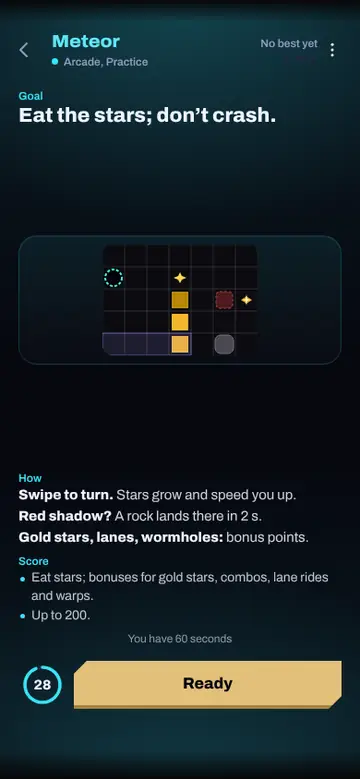 Meteor
No best yet
Arcade, Practice
Goal
Eat the stars; don’t crash.
How
Swipe to turn. Stars grow and speed you up.
Red shadow? A rock lands there in 2 s.
Gold stars, lanes, wormholes: bonus points.
Score
Eat stars; bonuses for gold stars, combos, lane rides
and warps.
Up to 200.
You have 60 seconds
28
Ready